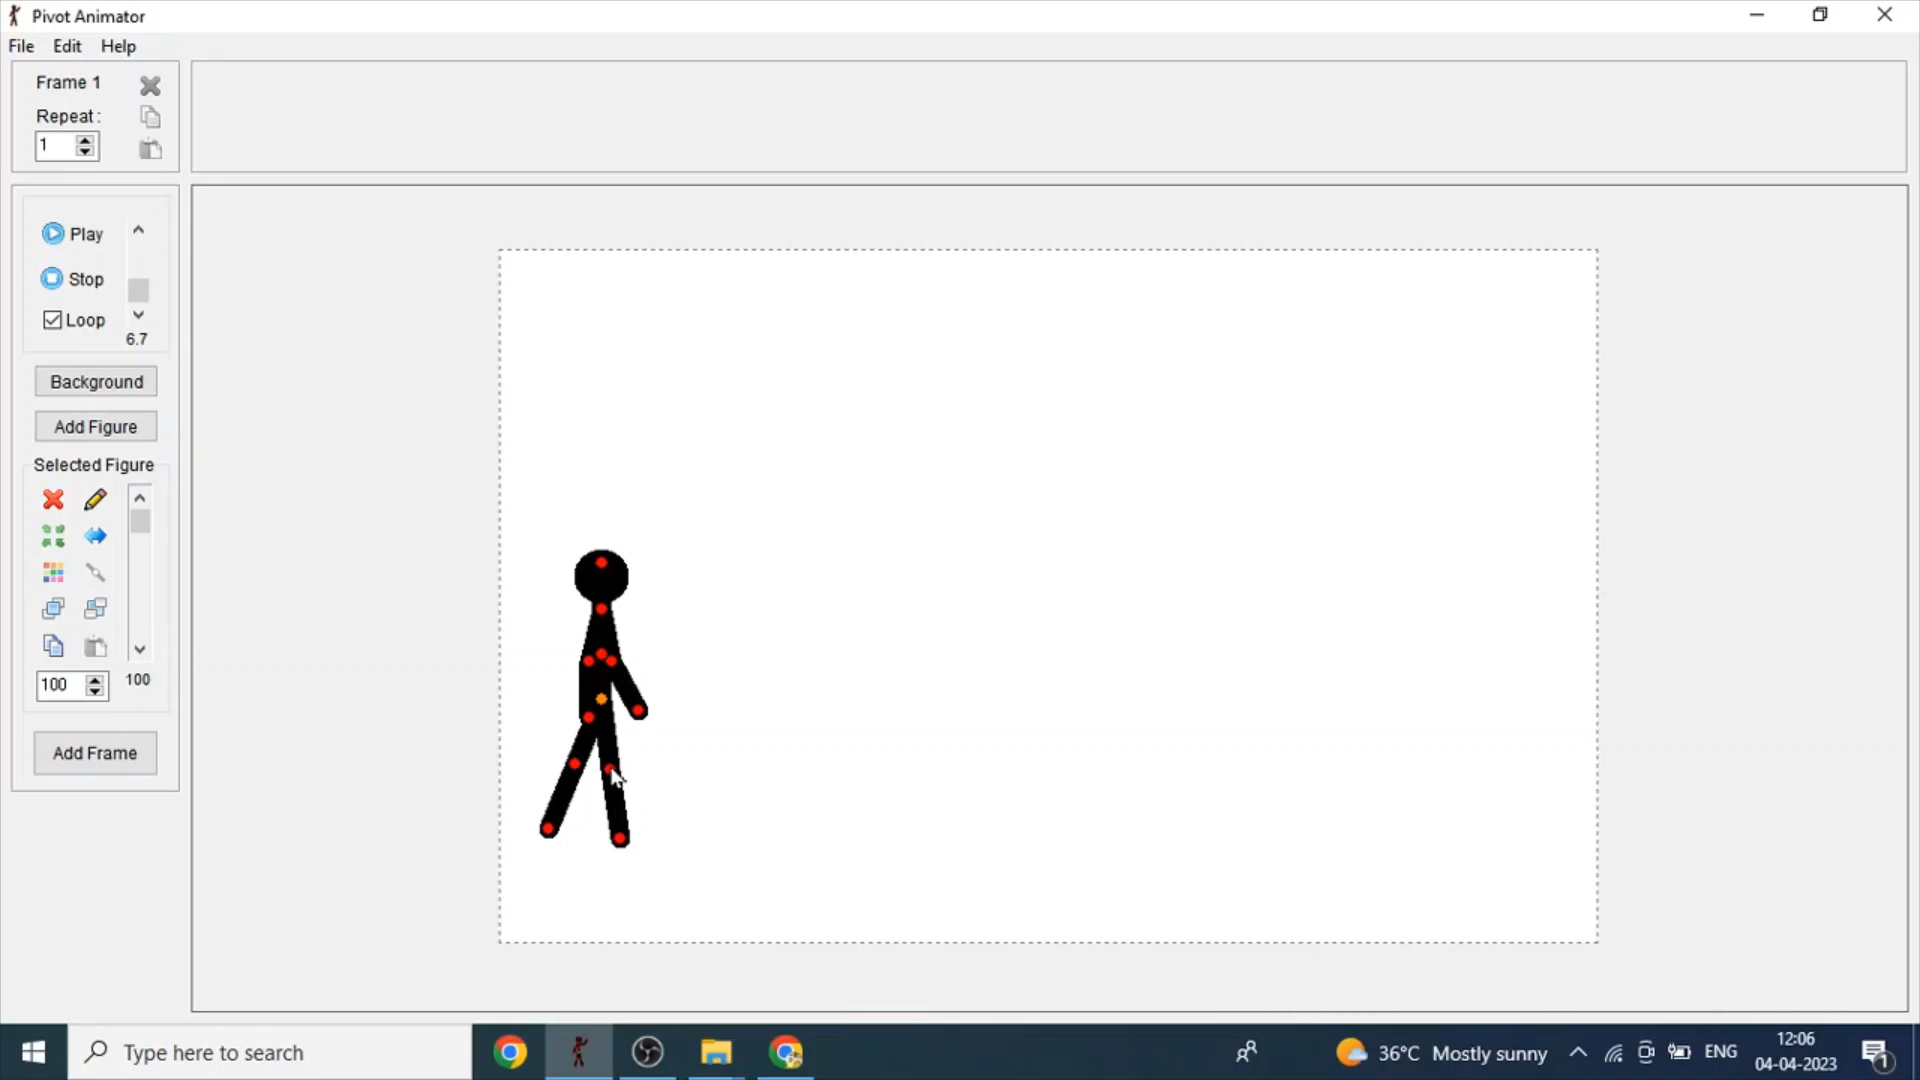 Pivot Animator
File Edit Help
Frame 1
Repeat :
1
Play
Stop
Loop
6.7
Background
Add Figure
Selected Figure
100 100
Add Frame
Type here to search
36°C Mostly sunny
ENG
12:06
04-04-2023
1